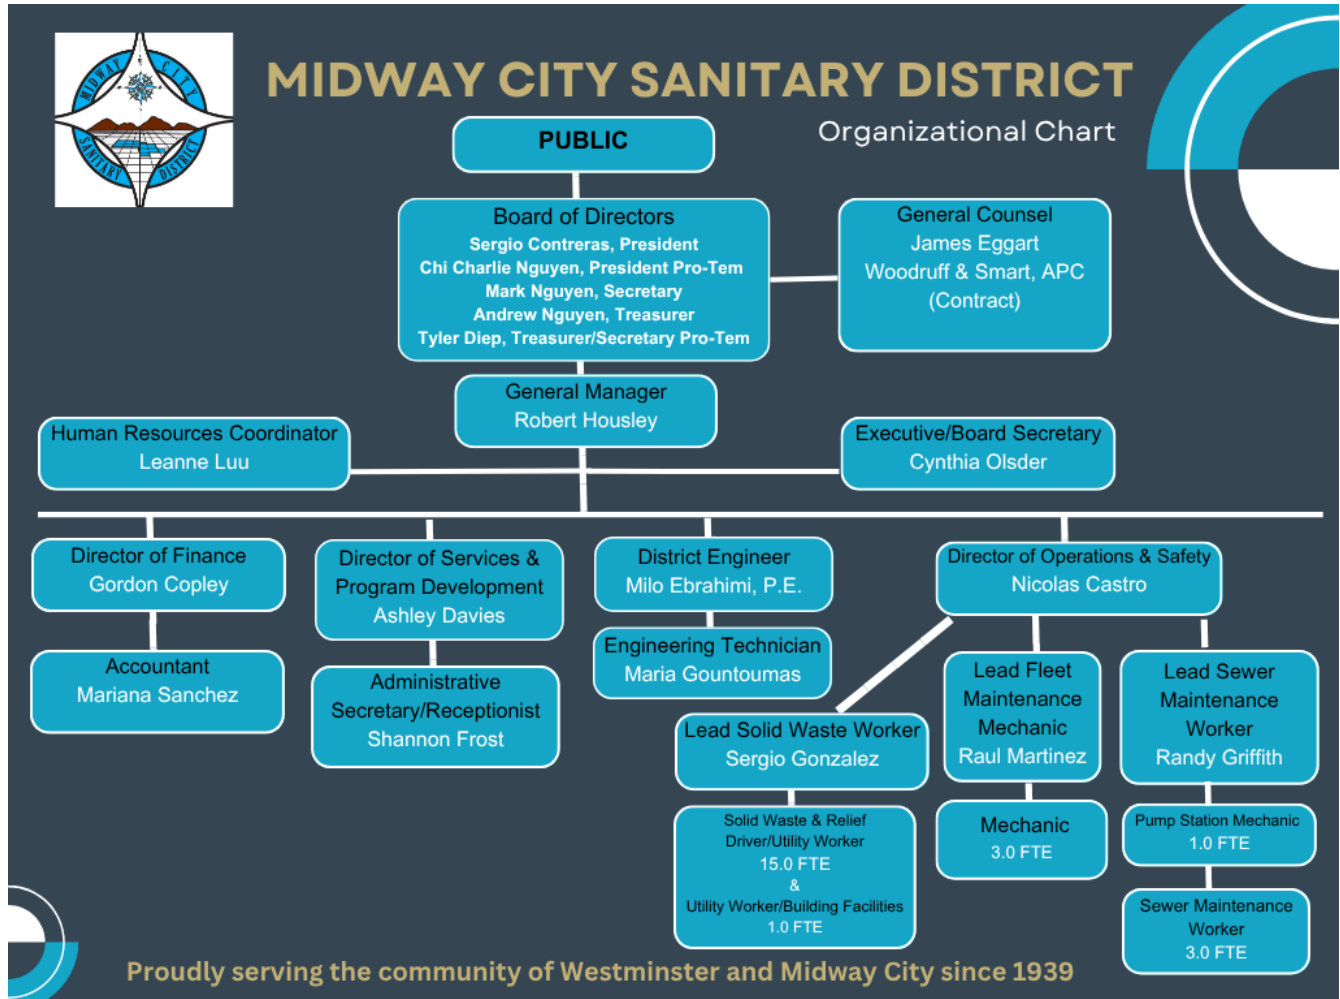 MIDWAY CITY
SANITARY DISTRICT
MIDWAY CITY SANITARY DISTRICT
Organizational Chart
PUBLIC
Board of Directors
Sergio Contreras, President
Chi Charlie Nguyen, President Pro-Tem
Mark Nguyen, Secretary
Andrew Nguyen, Treasurer
Tyler Diep, Treasurer/Secretary Pro-Tem
General Counsel
James Eggart
Woodruff & Smart, APC
(Contract)
General Manager
Robert Housley
Human Resources Coordinator
Leanne Luu
Executive/Board Secretary
Cynthia Olsder
Director of Finance
Gordon Copley
Accountant
Mariana Sanchez
Director of Services &
Program Development
Ashley Davies
Administrative
Secretary/Receptionist
Shannon Frost
District Engineer
Milo Ebrahimi, P.E.
Engineering Technician
Maria Gountoumas
Director of Operations & Safety
Nicolas Castro
Lead Solid Waste Worker
Sergio Gonzalez
Solid Waste & Relief
Driver/Utility Worker
15.0 FTE
&
Utility Worker/Building Facilities
1.0 FTE
Lead Fleet
Maintenance
Mechanic
Raul Martinez
Mechanic
3.0 FTE
Lead Sewer
Maintenance
Worker
Randy Griffith
Pump Station Mechanic
1.0 FTE
Sewer Maintenance
Worker
3.0 FTE
Proudly serving the community of Westminster and Midway City since 1939